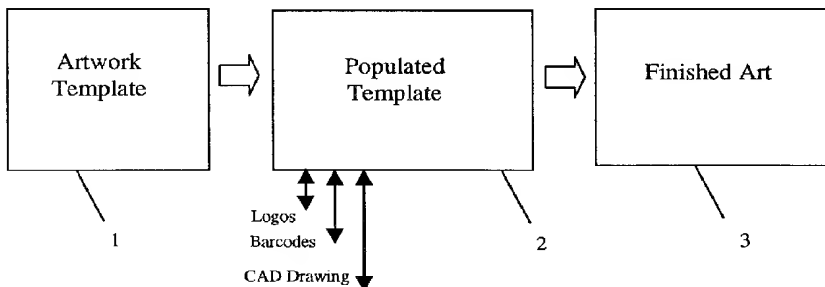 Artwork
Template
Populated
Template
Finished Art
Logos
Barcodes
CAD Drawing
1
2
3